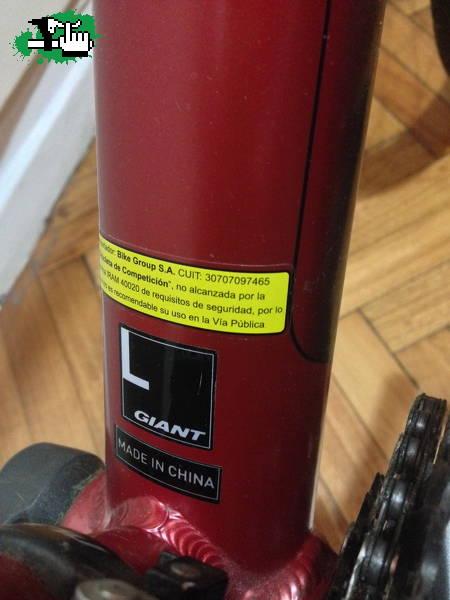 Bike Group S.A. CUIT: 30707097465
de Competición", no alcanzada por la
IRAM 40020 de requisitos de seguridad, por lo
es recomendable su uso en la Vía Pública
L
GIANT
MADE IN CHINA